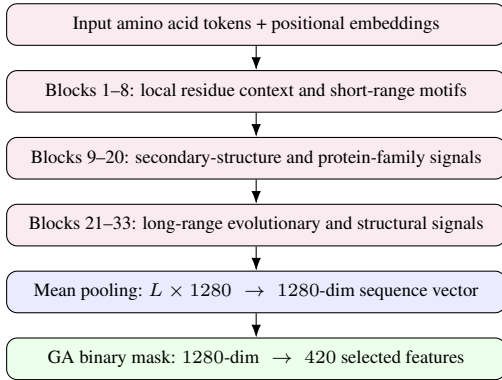 Input amino acid tokens + positional embeddings
Blocks 1–8: local residue context and short-range motifs
Blocks 9–20: secondary-structure and protein-family signals
Blocks 21–33: long-range evolutionary and structural signals
Mean pooling: L × 1280 → 1280-dim sequence vector
GA binary mask: 1280-dim → 420 selected features